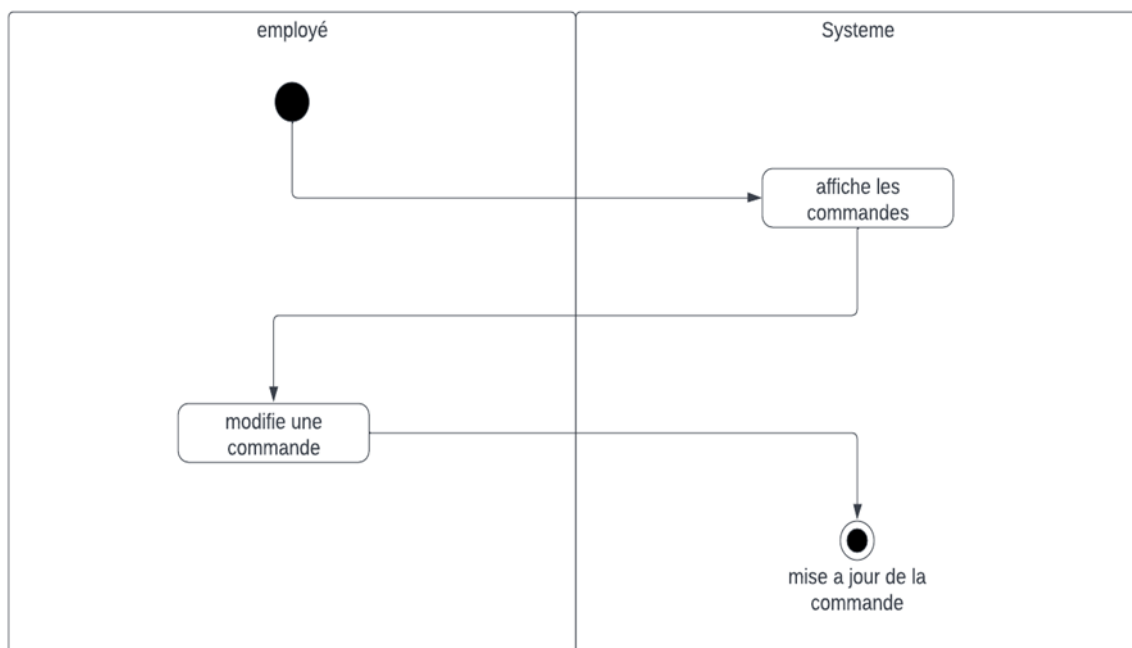 employé
Systeme
affiche les
commandes
modifie une
commande
mise a jour de la
commande